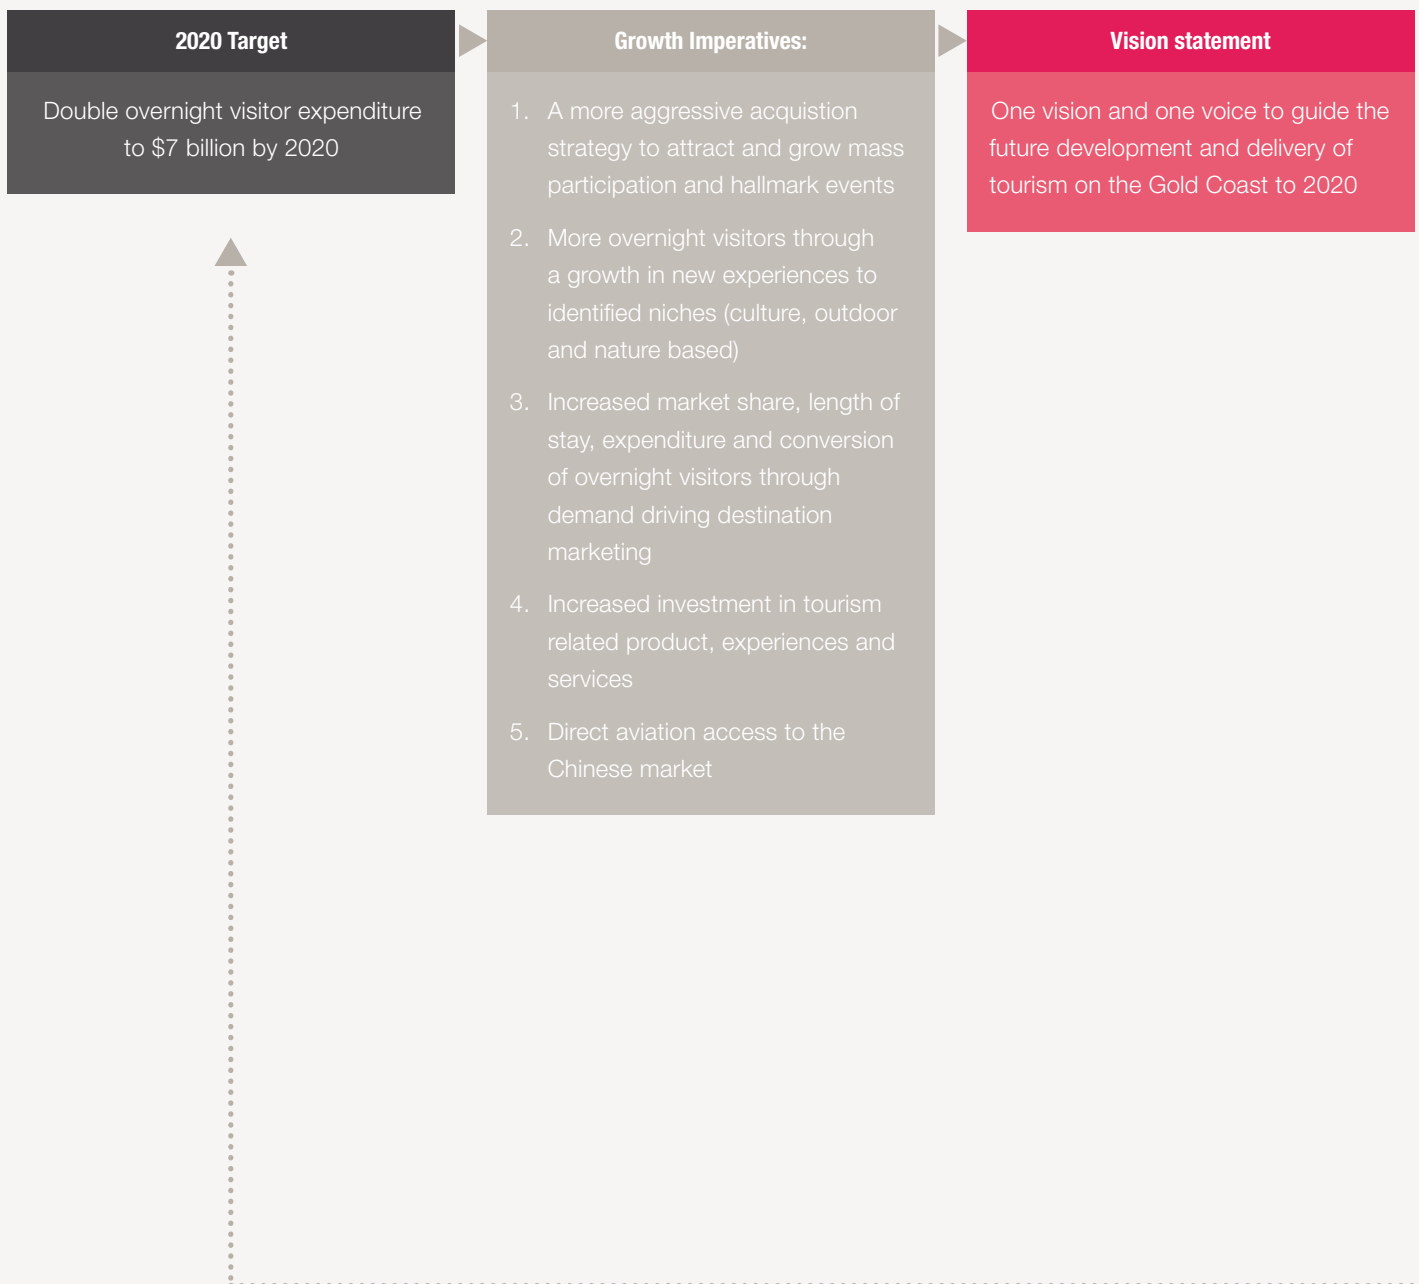 2020 Target
Double overnight visitor expenditure
to $7 billion by 2020
Growth Imperatives:
1. A more aggressive acquistion
strategy to attract and grow mass
participation and hallmark events
2. More overnight visitors through
a growth in new experiences to
identified niches (culture, outdoor
and nature based)
3. Increased market share, length of
stay, expenditure and conversion
of overnight visitors through
demand driving destination
marketing
4. Increased investment in tourism
related product, experiences and
services
5. Direct aviation access to the
Chinese market
Vision statement
One vision and one voice to guide the
future development and delivery of
tourism on the Gold Coast to 2020